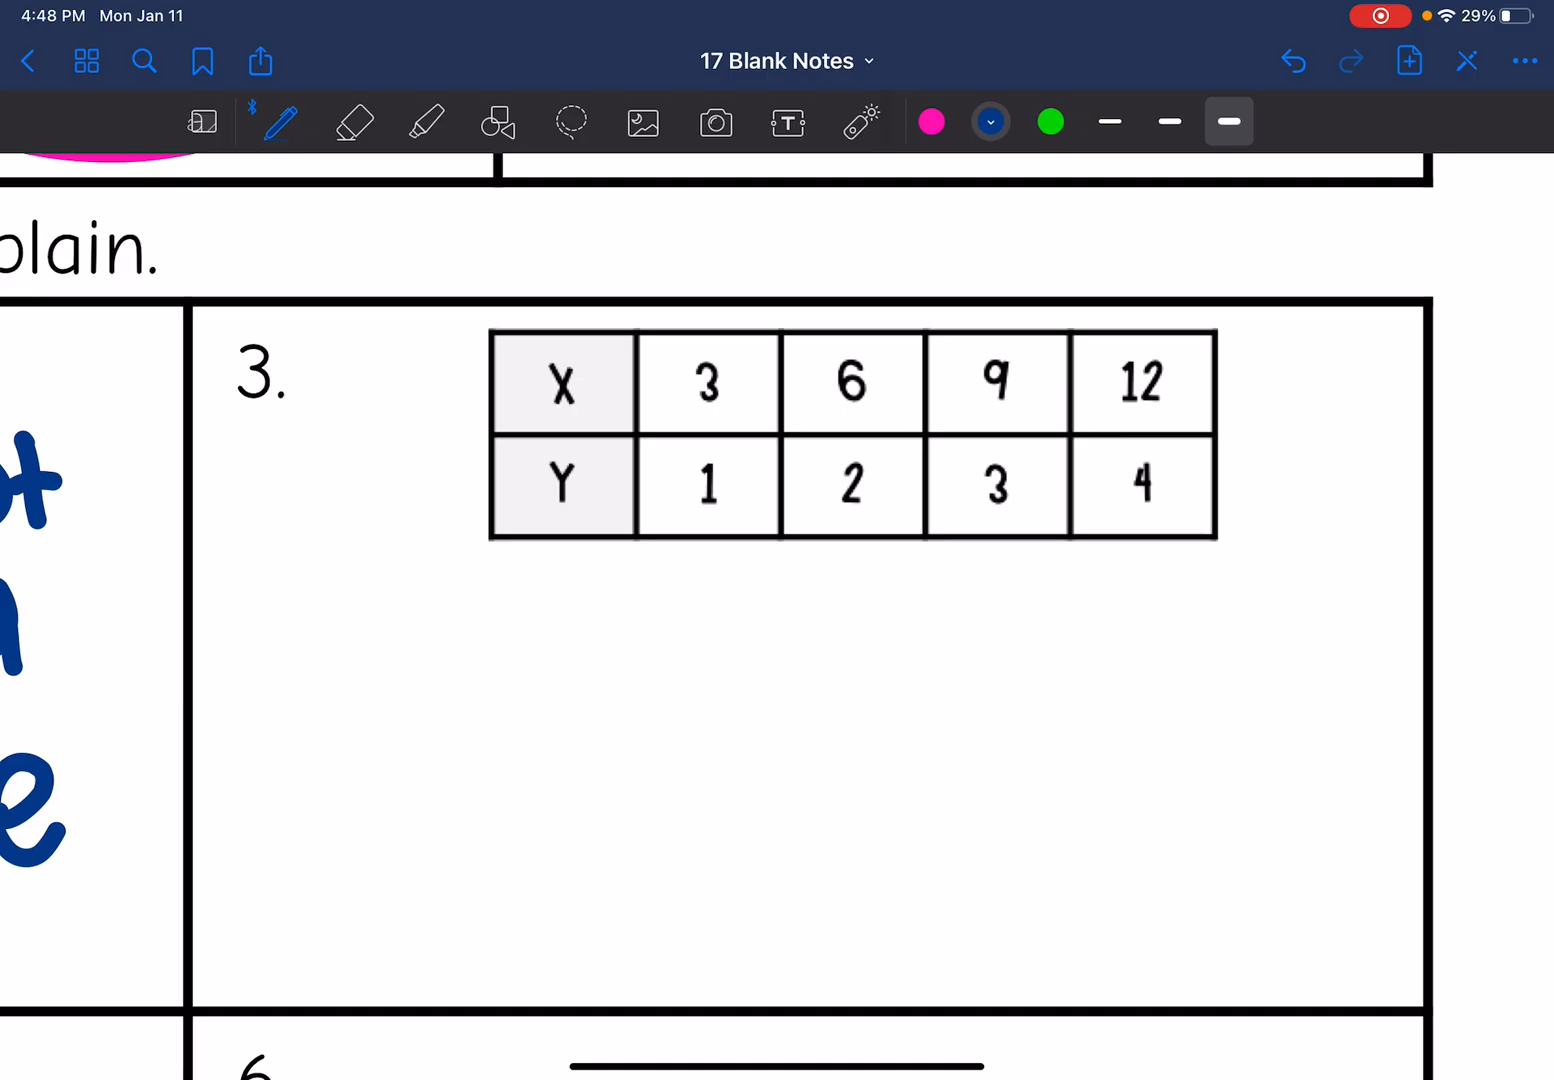 4:48 PM Mon Jan 11
29%
17 Blank Notes
T
plain.
3.
X 3 6 9 12
Y 1 2 3 4